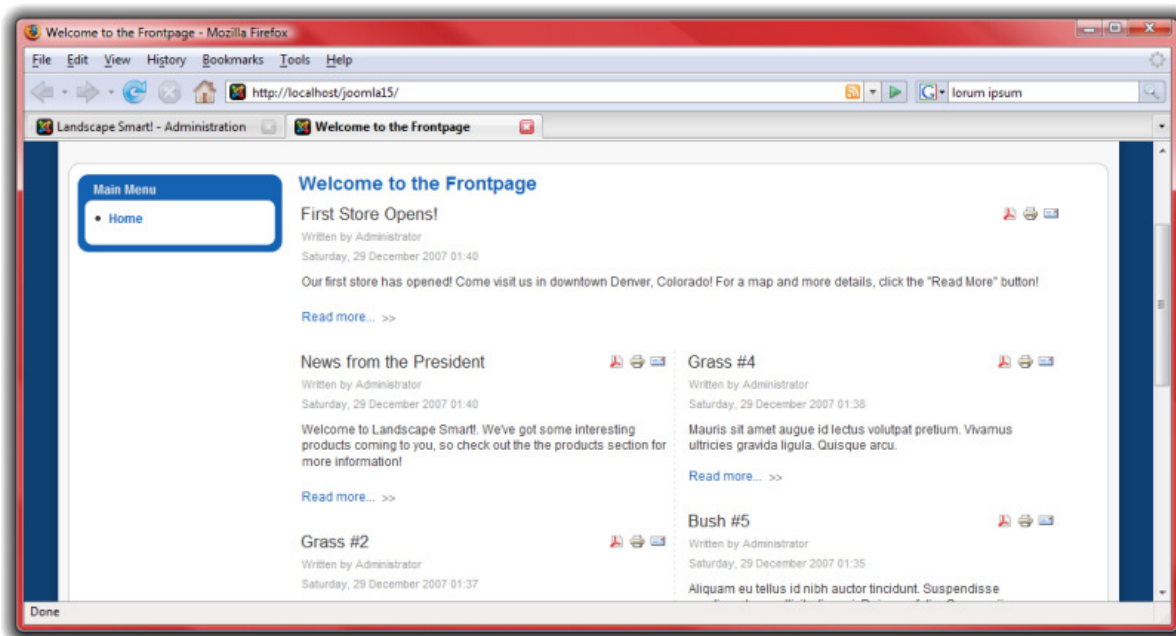 Welcome to the Frontpage - Mozilla Firefox
File Edit View History Bookmarks Tools Help
http://localhost/joomla15/
lorum ipsum
Landscape Smart! - Administration
Welcome to the Frontpage
Main Menu
Home
Welcome to the Frontpage
First Store Opens!
Written by Administrator
Saturday, 29 December 2007 01:40
Our first store has opened! Come visit us in downtown Denver, Colorado! For a map and more details, click the "Read More" button!
Read more... >>
News from the President
Written by Administrator
Saturday, 29 December 2007 01:40
Welcome to Landscape Smart!. We've got some interesting
products coming to you, so check out the the products section for
more information!
Read more... >>
Grass #2
Written by Administrator
Saturday, 29 December 2007 01:37
Grass #4
Written by Administrator
Saturday, 29 December 2007 01:38
Mauris sit amet augue id lectus volutpat pretium. Vivamus
ultricies gravida ligula. Quisque arcu.
Read more... >>
Bush #5
Written by Administrator
Saturday, 29 December 2007 01:35
Aliquam eu tellus id nibh auctor tincidunt. Suspendisse
Done